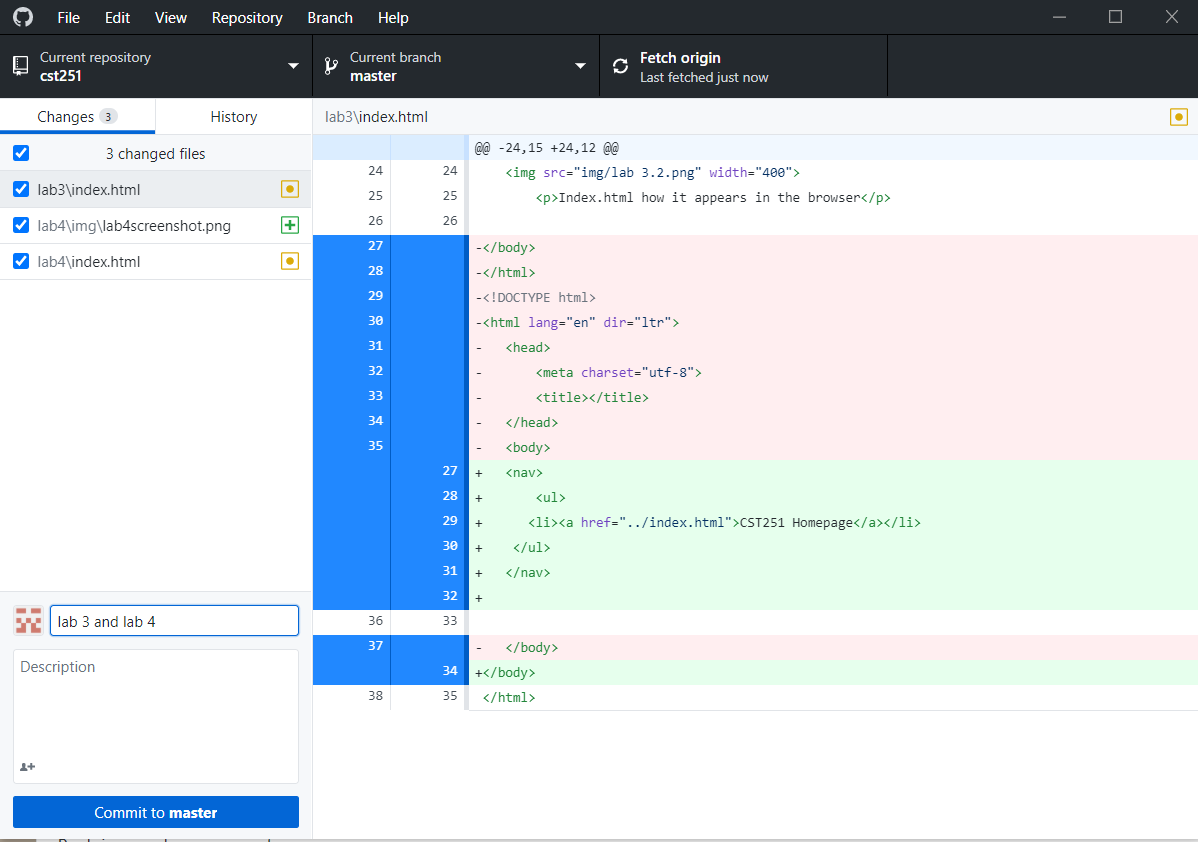 File Edit View Repository Branch Help
Current repository
cst251
Current branch
master
Fetch origin
Last fetched just now
Changes 3
History
3 changed files
lab3\index.html
lab4\img\lab4screenshot.png
lab4\index.html
lab 3 and lab 4
Description
Commit to master
lab3\index.html
@@ -24,15 +24,12 @@
24 24 <img src="img/lab 3.2.png" width="400">
25 25 <p>Index.html how it appears in the browser</p>
26 26
27 -</body>
28 -</html>
29 -<!DOCTYPE html>
30 -<html lang="en" dir="ltr">
31 - <head>
32 - <meta charset="utf-8">
33 - <title></title>
34 - </head>
35 - <body>
27 + <nav>
28 + <ul>
29 + <li><a href="../index.html">CST251 Homepage</a></li>
30 + </ul>
31 + </nav>
32 +
36 33
37 - </body>
34 +</body>
38 35 </html>